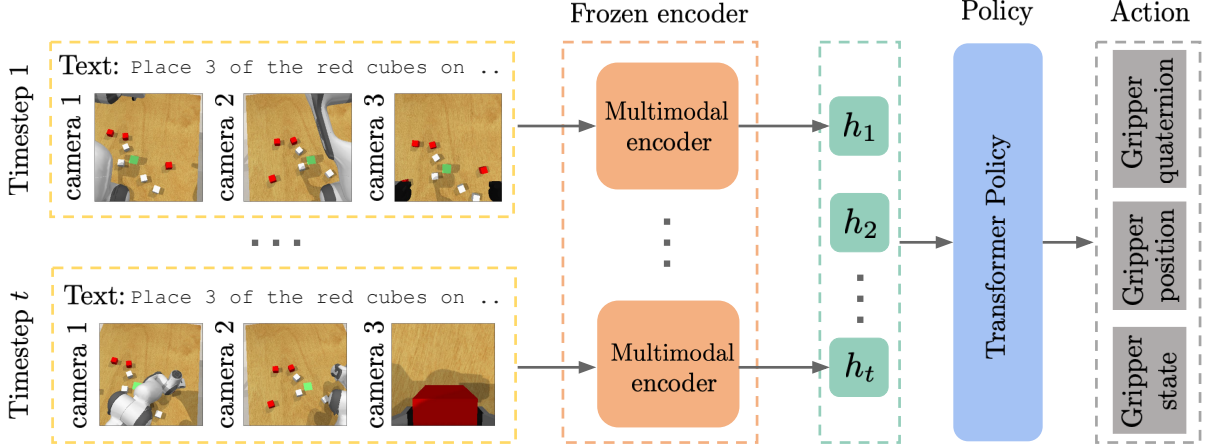 Frozen encoder
Policy
Action
Timestep 1
Text: Place 3 of the red cubes on ..
camera 1
camera 2
camera 3
Multimodal
encoder
h1
h2
Transformer Policy
Gripper
quaternion
Gripper
position
Gripper
state
...
Timestep t
Text: Place 3 of the red cubes on ..
camera 1
camera 2
camera 3
Multimodal
encoder
ht